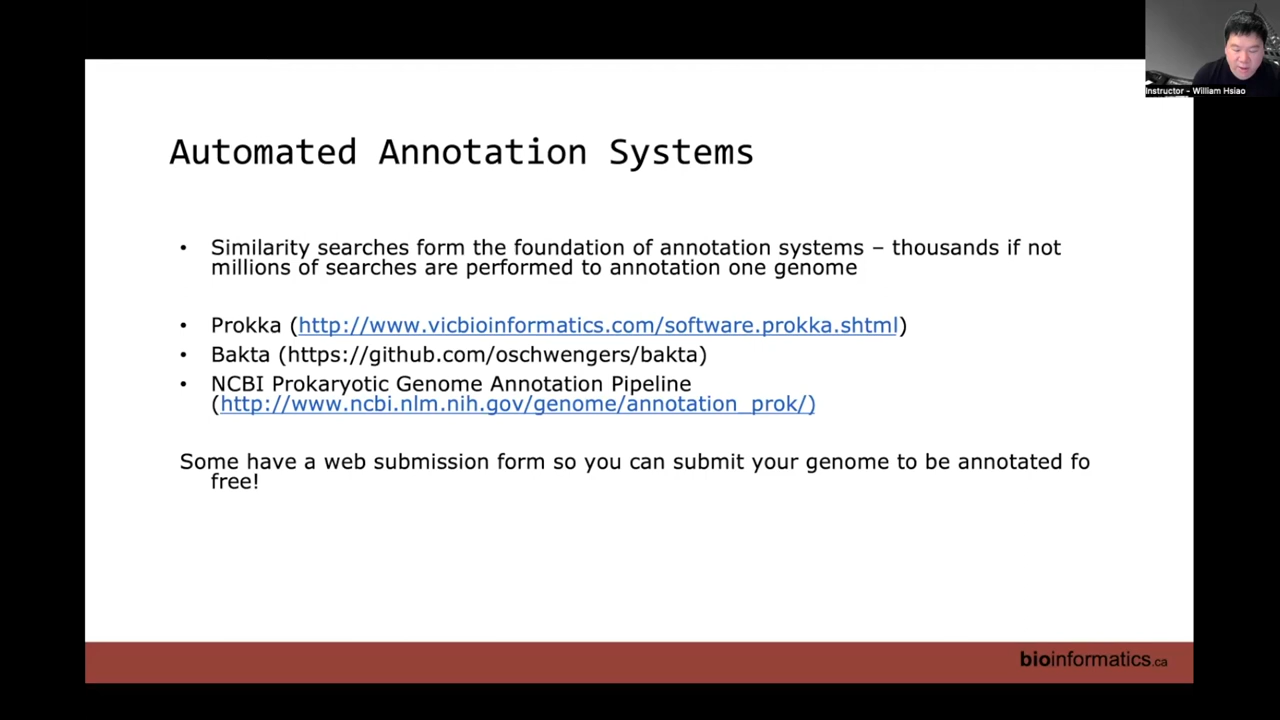 Instructor - William Hsiao
Automated Annotation Systems
• Similarity searches form the foundation of annotation systems – thousands if not
millions of searches are performed to annotation one genome
• Prokka (http://www.vicbioinformatics.com/software.prokka.shtml)
• Bakta (https://github.com/oschwengers/bakta)
• NCBI Prokaryotic Genome Annotation Pipeline
(http://www.ncbi.nlm.nih.gov/genome/annotation_prok/)
Some have a web submission form so you can submit your genome to be annotated fo
free!
bioinformatics.ca